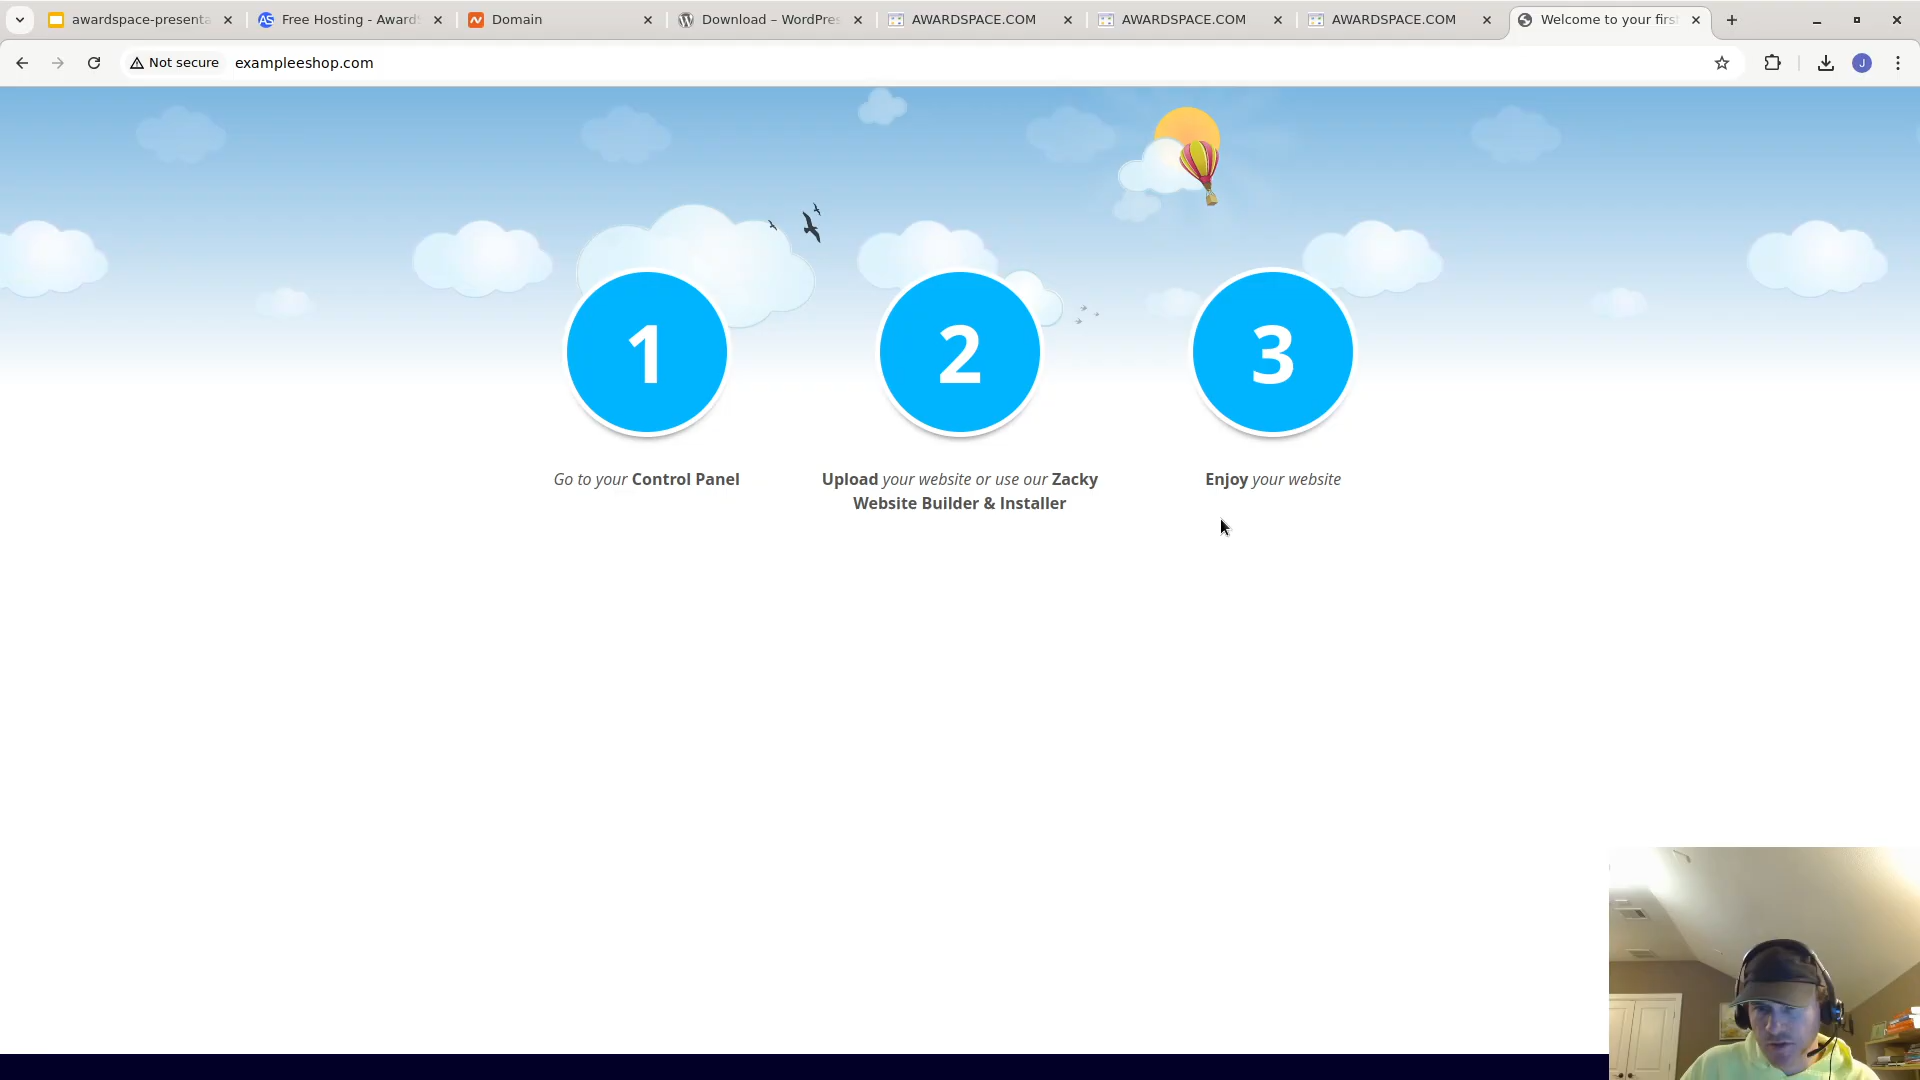 awardspace-presenta
Free Hosting - Award
Domain
Download – WordPres
AWARDSPACE.COM
AWARDSPACE.COM
AWARDSPACE.COM
Welcome to your firs
Not secure
exampleeshop.com
J
1
2
3
Go to your Control Panel
Upload your website or use our Zacky
Website Builder & Installer
Enjoy your website